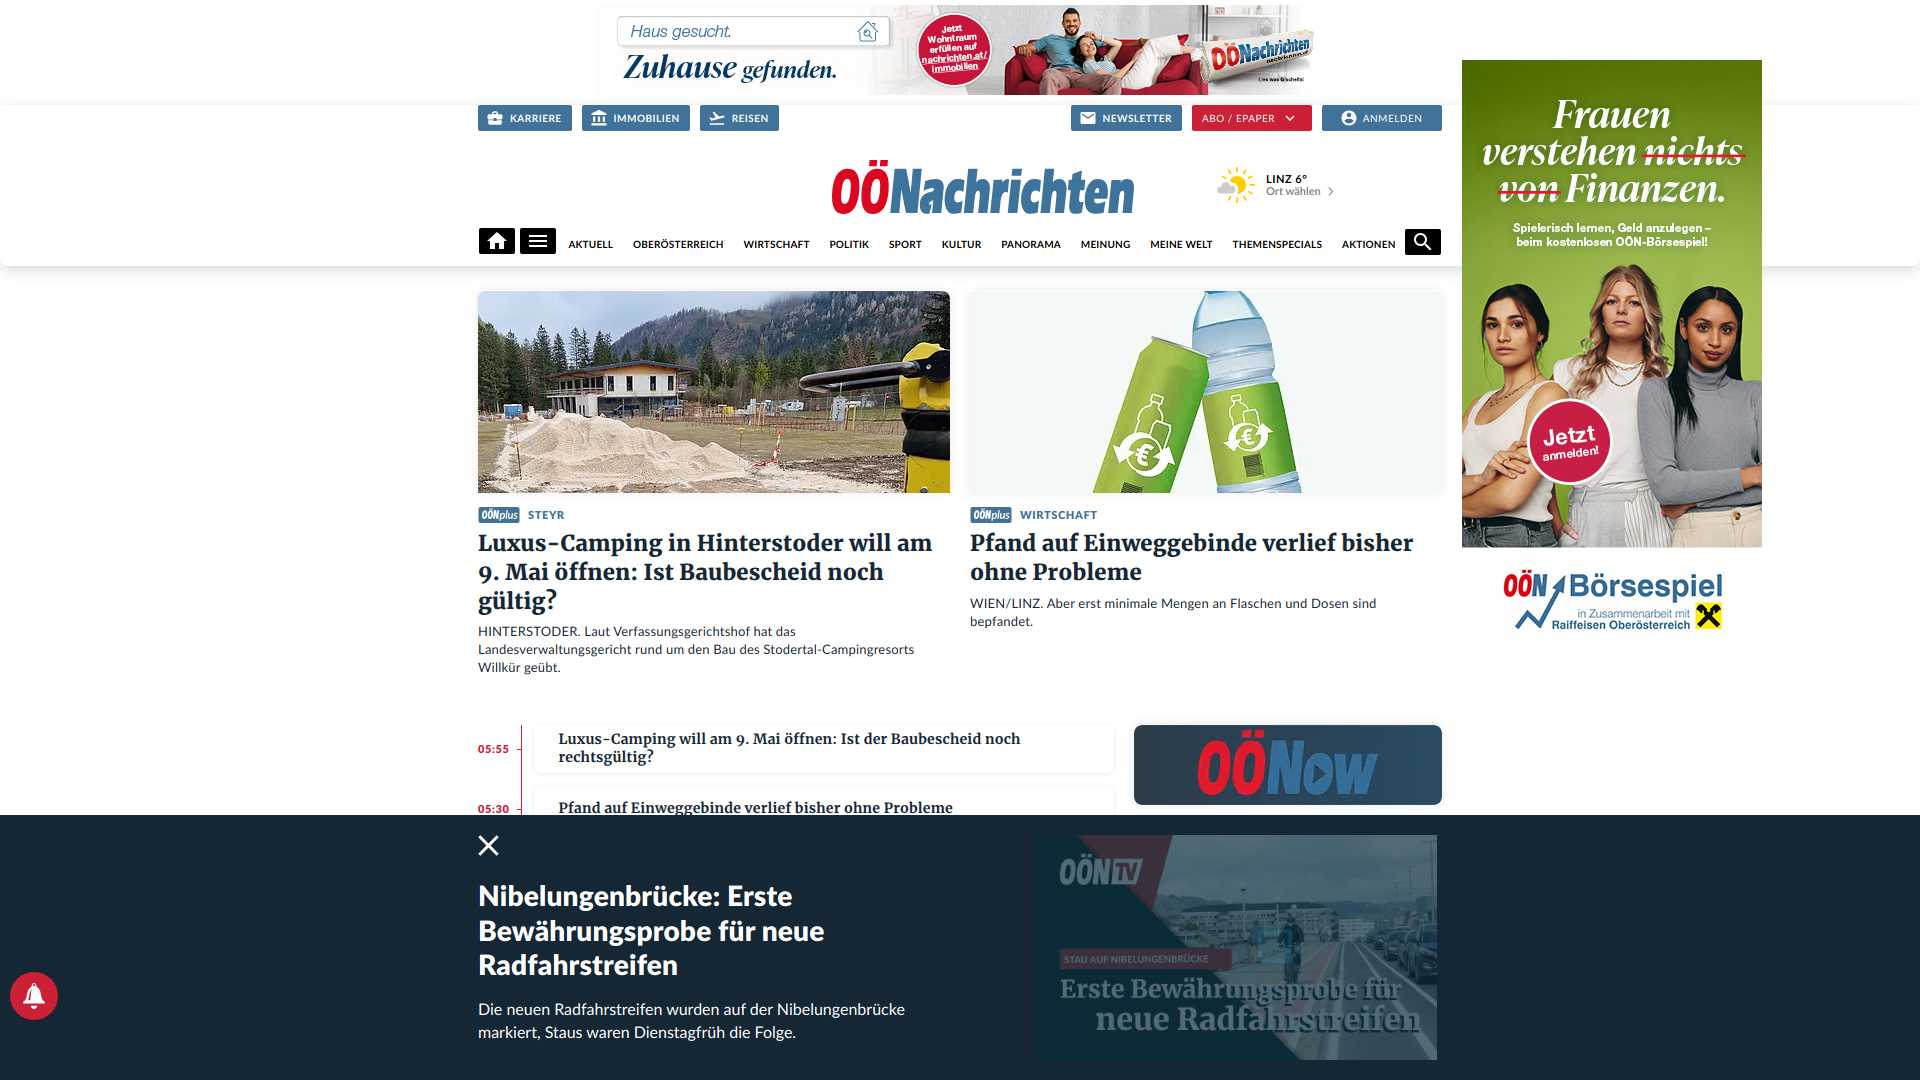 Haus gesucht.
Zuhause gefunden.
Jetzt
Wohntraum
erfüllen auf
nachrichten.at/
immobilien
OÖNachrichten
Lies was G'scheits!
KARRIERE
IMMOBILIEN
REISEN
NEWSLETTER
ABO / EPAPER
ANMELDEN
OÖNachrichten
LINZ 6°
Ort wählen
AKTUELL
OBERÖSTERREICH
WIRTSCHAFT
POLITIK
SPORT
KULTUR
PANORAMA
MEINUNG
MEINE WELT
THEMENSPECIALS
AKTIONEN
Frauen
verstehen nichts
von Finanzen.
Spielerisch lernen, Geld anzulegen –
beim kostenlosen OÖN-Börsespiel!
Jetzt
anmelden!
OÖN Börsespiel
in Zusammenarbeit mit
Raiffeisen Oberösterreich
OÖNplus STEYR
Luxus-Camping in Hinterstoder will am
9. Mai öffnen: Ist Baubescheid noch
gültig?
HINTERSTODER. Laut Verfassungsgerichtshof hat das
Landesverwaltungsgericht rund um den Bau des Stodertal-Campingresorts
Willkür geübt.
OÖNplus WIRTSCHAFT
Pfand auf Einweggebinde verlief bisher
ohne Probleme
WIEN/LINZ. Aber erst minimale Mengen an Flaschen und Dosen sind
bepfandet.
05:55
Luxus-Camping will am 9. Mai öffnen: Ist der Baubescheid noch
rechtsgültig?
05:30
Pfand auf Einweggebinde verlief bisher ohne Probleme
OÖNow
Nibelungenbrücke: Erste
Bewährungsprobe für neue
Radfahrstreifen
Die neuen Radfahrstreifen wurden auf der Nibelungenbrücke
markiert, Staus waren Dienstagfrüh die Folge.
OÖN TV
STAU AUF NIBELUNGENBRÜCKE
Erste Bewährungsprobe für
neue Radfahrstreifen